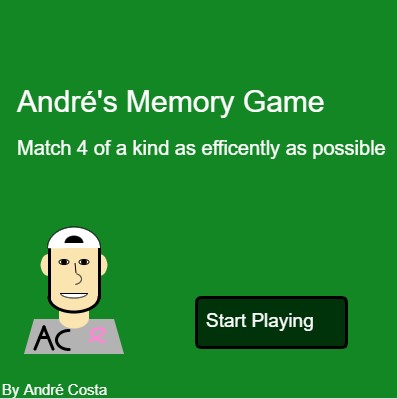 André's Memory Game
Match 4 of a kind as efficently as possible
Start Playing
AC
By André Costa